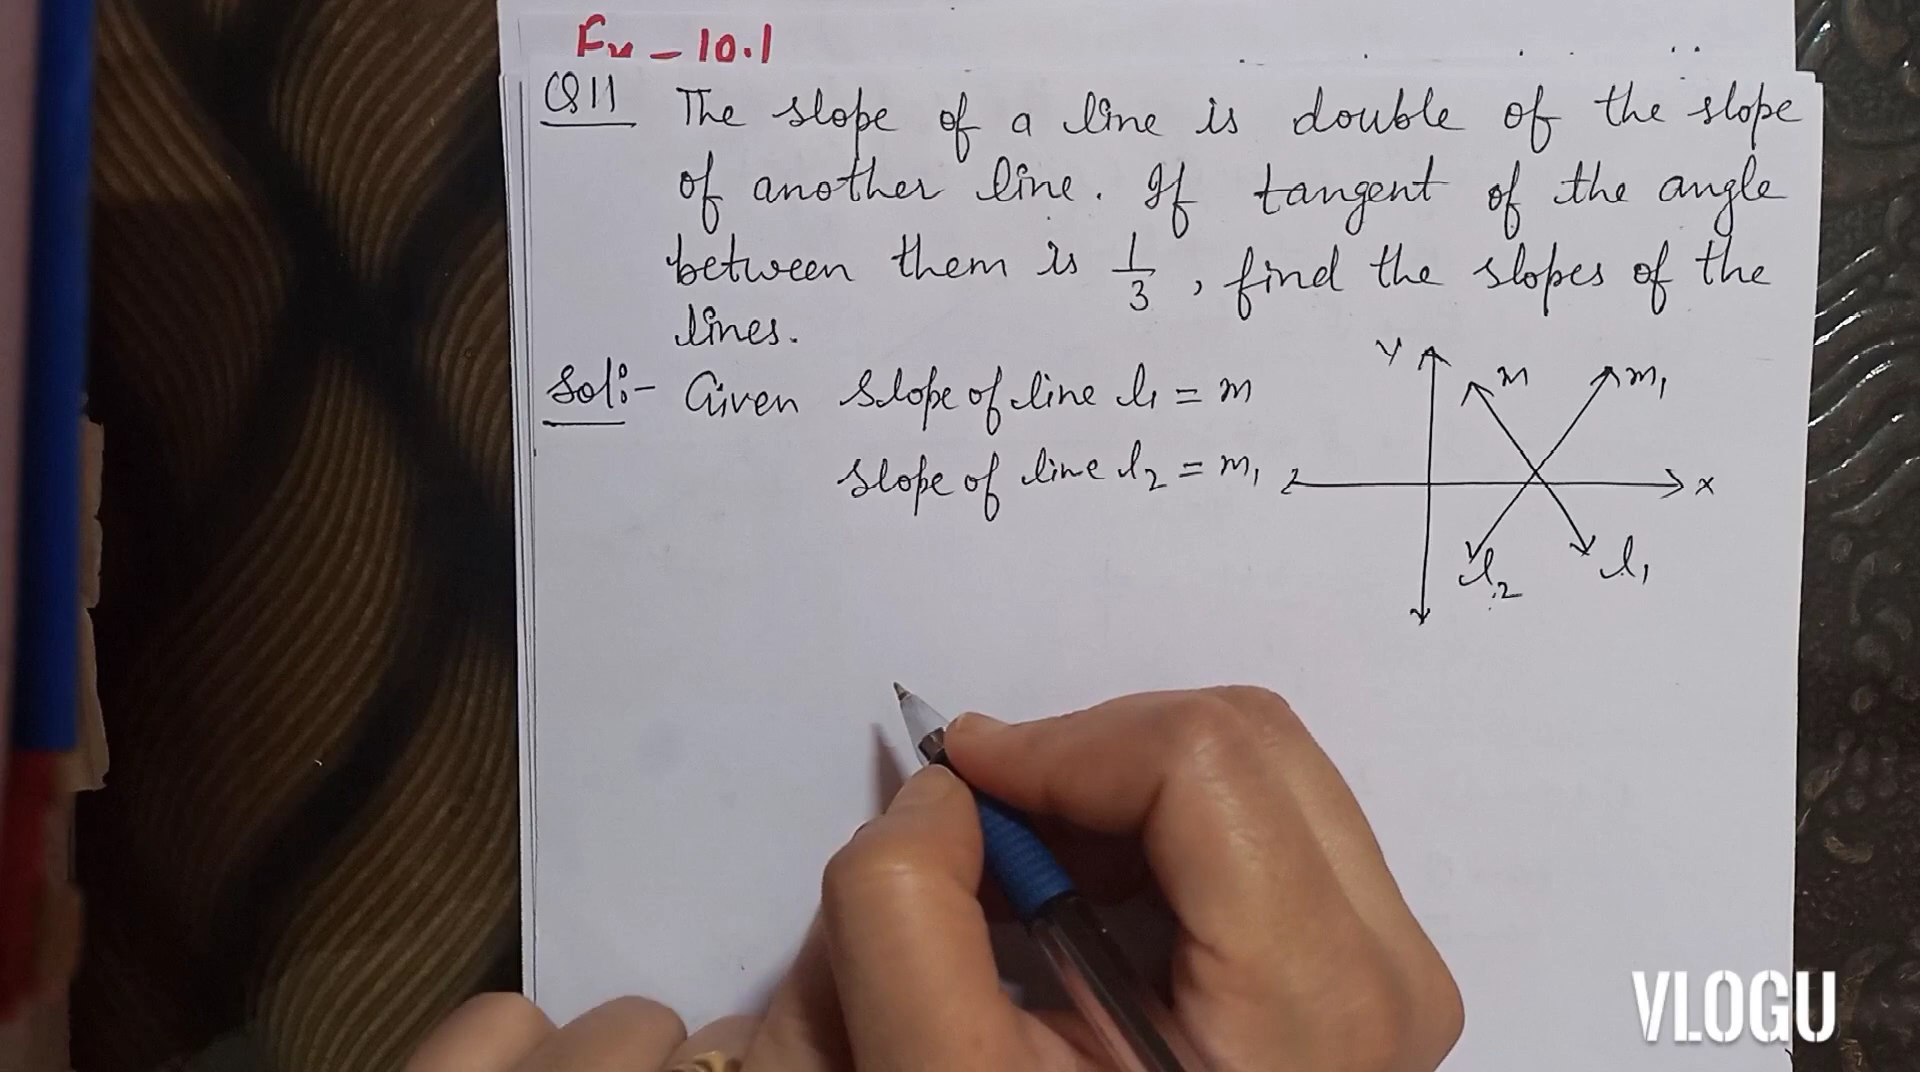 Ex - 10.1
Q11 The slope of a line is double of the slope
of another line. If tangent of the angle
between them is 1/3, find the slopes of the
lines.
Sol:- Given slope of line l1 = m
slope of line l2 = m1
Y
m
m1
X
l2
l1
VLOGU